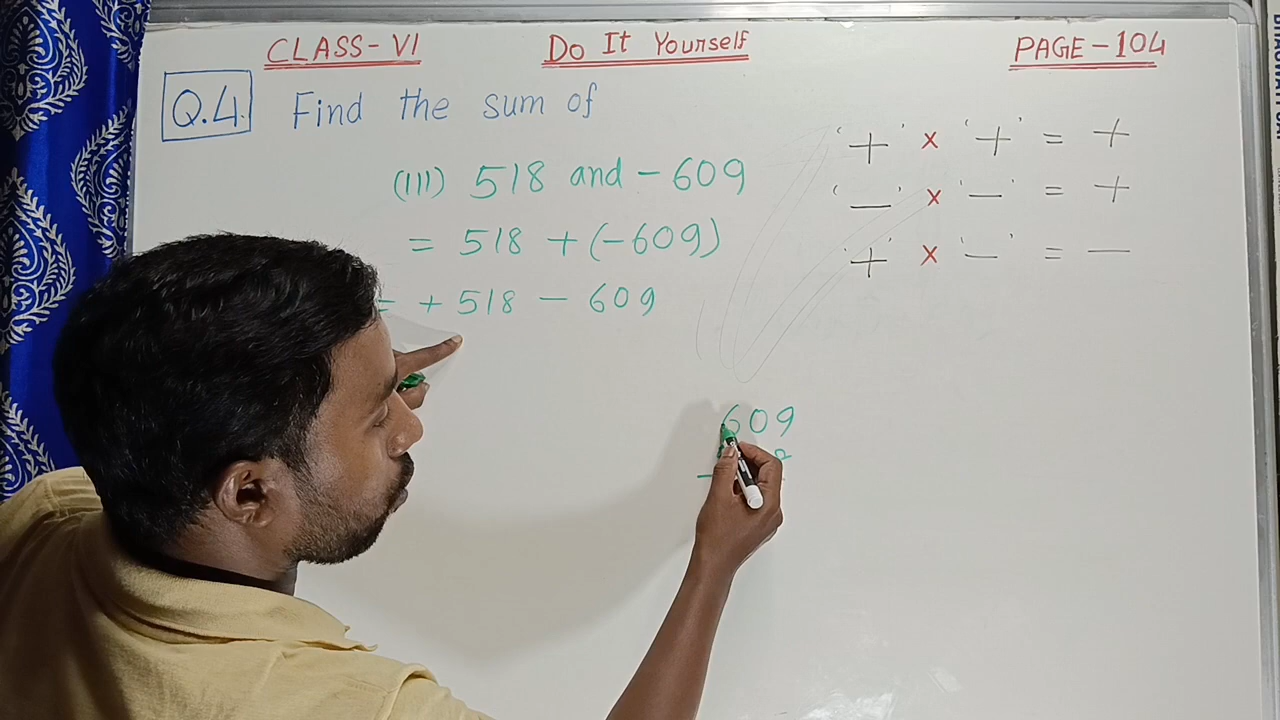 CLASS-VI Do It Yourself PAGE-104
Q.4. Find the sum of
(III) 518 and - 609
= 518 + (-609)
= + 518 - 609
'+' × '+' = +
'—' × '—' = +
'+' × '—' = —
609